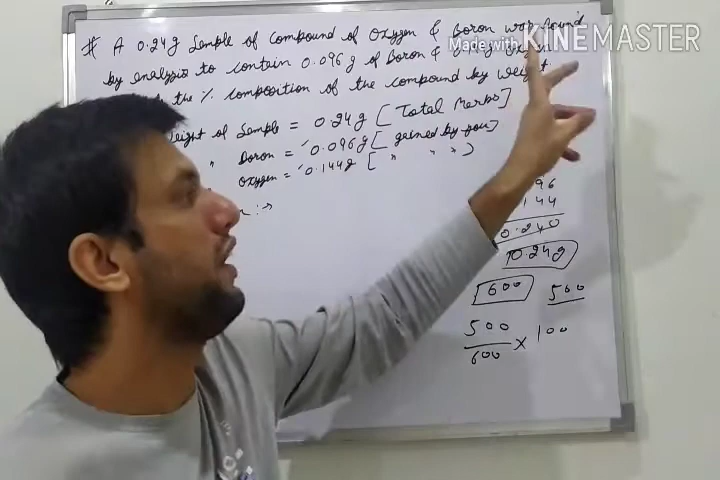 # A 0.24g Sample of Compound of Oxygen & Boron was found
Made with KINEMASTER
by analysis to contain 0.096 g of Boron &
the % composition of the compound by weight
weight of Sample = 0.24g [Total Marks]
" Boron = 0.096g [gained by you]
" Oxygen = 0.144g [ " " " )
:→
96
144
0.240
0.24g
600 500
500
600 × 100